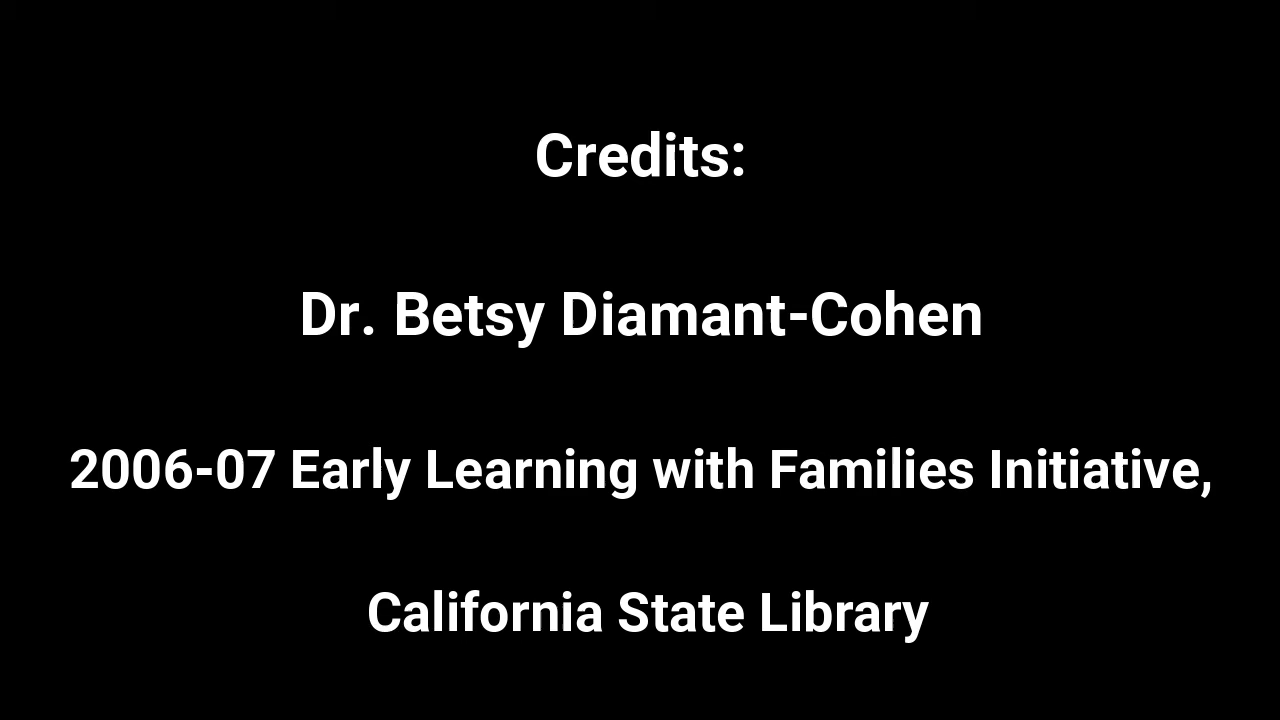 Credits:
Dr. Betsy Diamant-Cohen
2006-07 Early Learning with Families Initiative,
California State Library